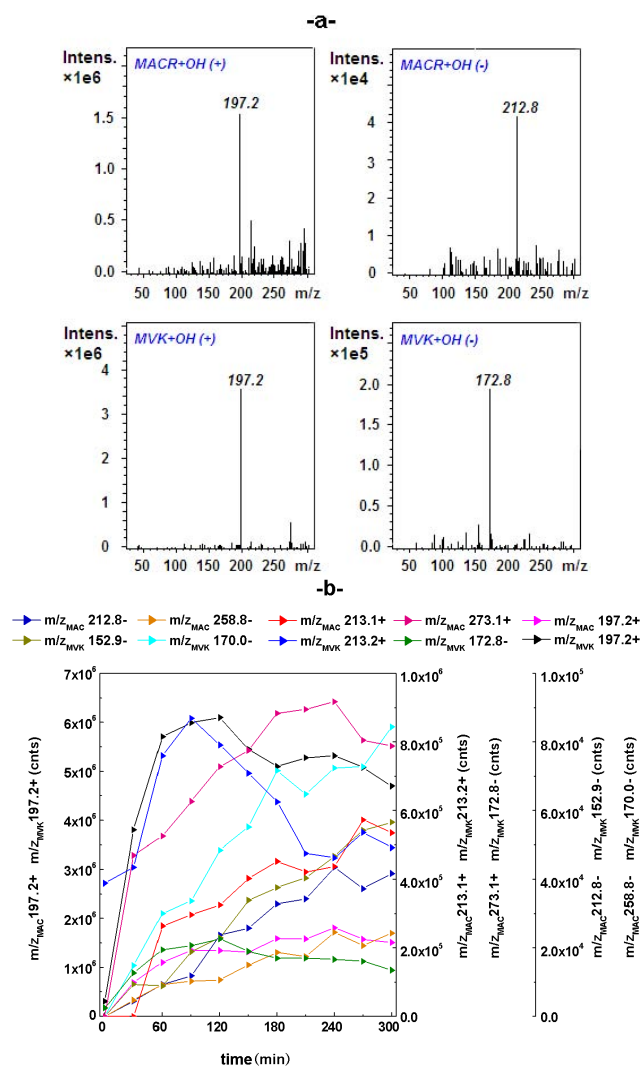 -a-
Intens. ×1e6
MACR+OH (+)
197.2
1.5
1.0
0.5
0.0
50 100 150 200 250 m/z
Intens. ×1e4
MACR+OH (-)
212.8
4
3
2
1
0
50 100 150 200 250 m/z
Intens. ×1e6
MVK+OH (+)
197.2
4
3
2
1
0
50 100 150 200 250 m/z
Intens. ×1e5
MVK+OH (-)
172.8
2.0
1.5
1.0
0.5
0.0
50 100 150 200 250 m/z
-b-
m/zMAC 212.8- m/zMAC 258.8- m/zMAC 213.1+ m/zMAC 273.1+ m/zMAC 197.2+
m/zMVK 152.9- m/zMVK 170.0- m/zMVK 213.2+ m/zMVK 172.8- m/zMVK 197.2+
m/zMAC197.2+ m/zMVK197.2+ (cnts)
7x10⁶
6x10⁶
5x10⁶
4x10⁶
3x10⁶
2x10⁶
1x10⁶
0
0 60 120 180 240 300
time(min)
1.0x10⁶
8.0x10⁵
6.0x10⁵
4.0x10⁵
2.0x10⁵
0.0
m/zMAC213.1+ m/zMVK213.2+ (cnts)
m/zMAC273.1+ m/zMVK172.8- (cnts)
1.0x10⁵
8.0x10⁴
6.0x10⁴
4.0x10⁴
2.0x10⁴
0.0
m/zMAC212.8- m/zMVK152.9- (cnts)
m/zMAC258.8- m/zMVK170.0- (cnts)